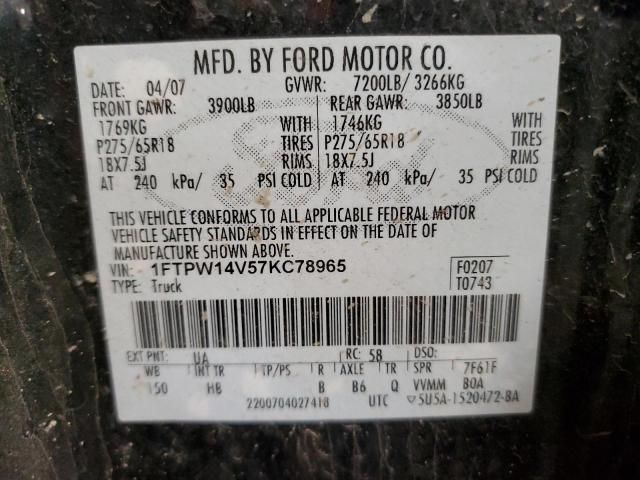 MFD. BY FORD MOTOR CO.
DATE: 04/07 GVWR: 7200LB/ 3266KG
FRONT GAWR: 3900LB REAR GAWR: 3850LB
1769KG WITH 1746KG WITH
P275/65R18 TIRES P275/65R18 TIRES
18X7.5J RIMS 18X7.5J RIMS
AT 240 kPa/ 35 PSI COLD AT 240 kPa/ 35 PSI COLD
THIS VEHICLE CONFORMS TO ALL APPLICABLE FEDERAL MOTOR
VEHICLE SAFETY STANDARDS IN EFFECT ON THE DATE OF
MANUFACTURE SHOWN ABOVE.
VIN: 1FTPW14V57KC78965 F0207
TYPE: Truck T0743
EXT PNT: UA RC: 58 DSO:
WB INT TR TP/PS R AXLE TR SPR 7F61F
150 HB B B6 Q VVMM BOA
2200704027418 UTC ▽5U5A-1520472-BA